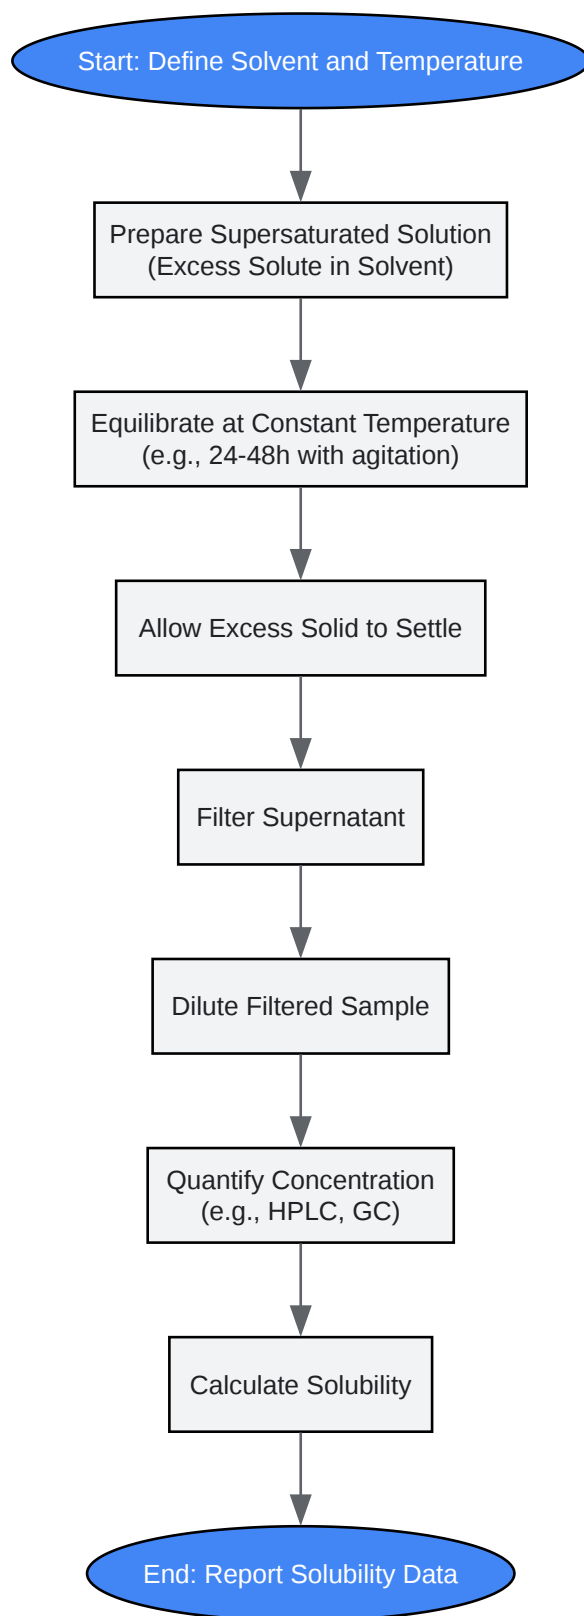 Start: Define Solvent and Temperature
Prepare Supersaturated Solution
(Excess Solute in Solvent)
Equilibrate at Constant Temperature
(e.g., 24-48h with agitation)
Allow Excess Solid to Settle
Filter Supernatant
Dilute Filtered Sample
Quantify Concentration
(e.g., HPLC, GC)
Calculate Solubility
End: Report Solubility Data